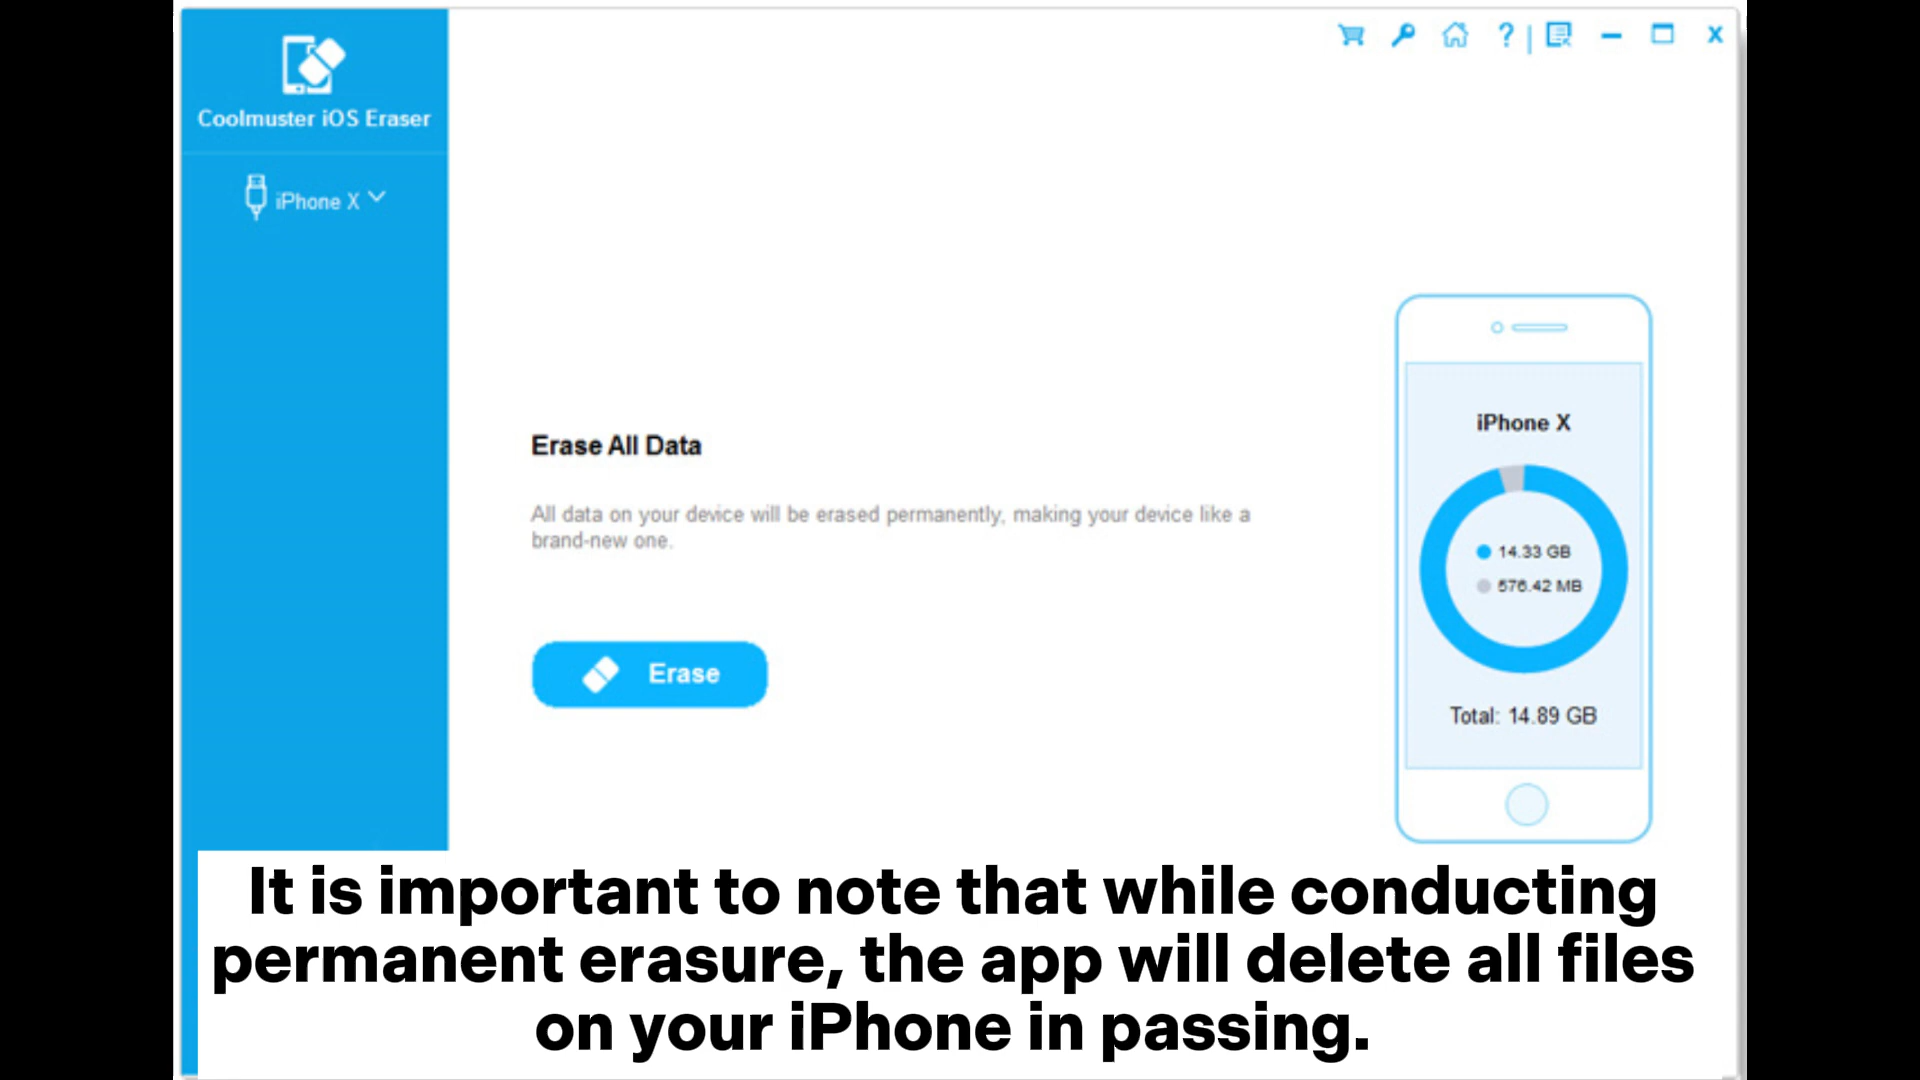 Coolmuster iOS Eraser
iPhone X
Erase All Data
All data on your device will be erased permanently, making your device like a
brand-new one.
Erase
iPhone X
14.33 GB
576.42 MB
Total: 14.89 GB
It is important to note that while conducting
permanent erasure, the app will delete all files
on your iPhone in passing.